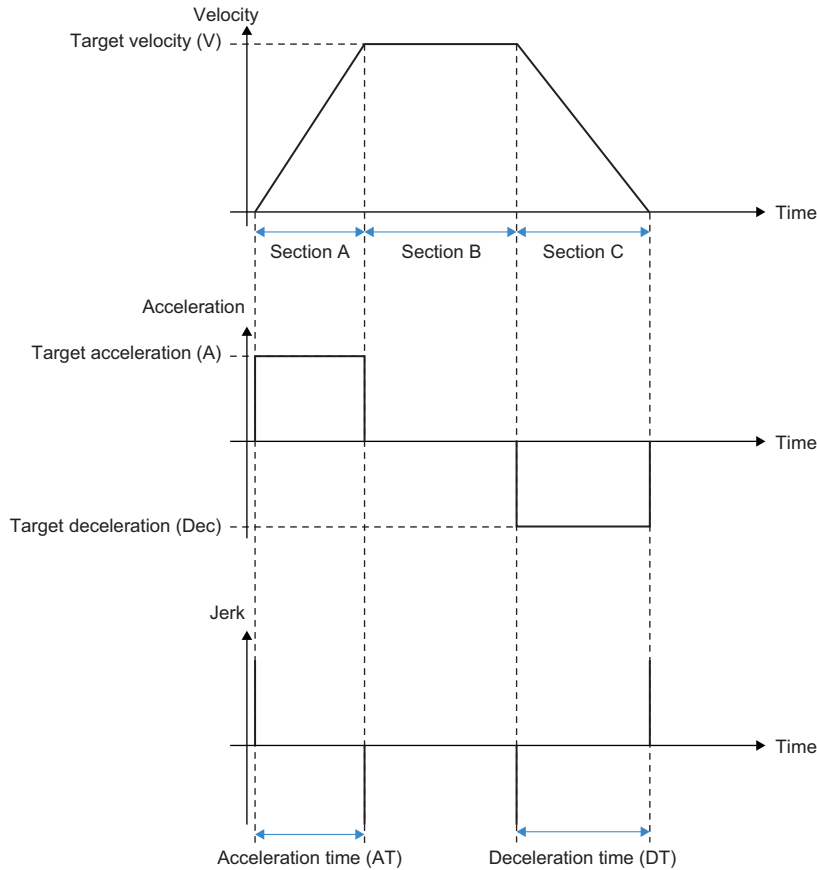 Velocity
Target velocity (V)
Time
Section A
Section B
Section C
Acceleration
Target acceleration (A)
Time
Target deceleration (Dec)
Jerk
Time
Acceleration time (AT)
Deceleration time (DT)